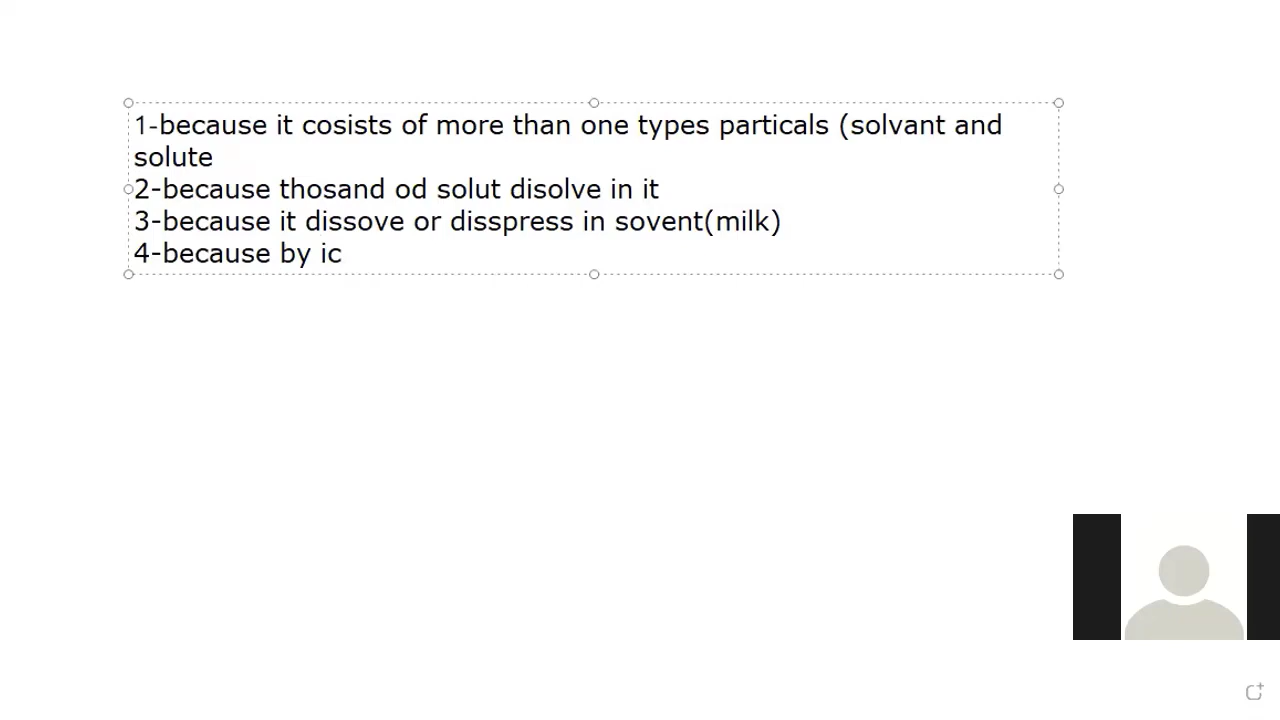 1-because it cosists of more than one types particals (solvant and
solute
2-because thosand od solut disolve in it
3-because it dissove or disspress in sovent(milk)
4-because by ic